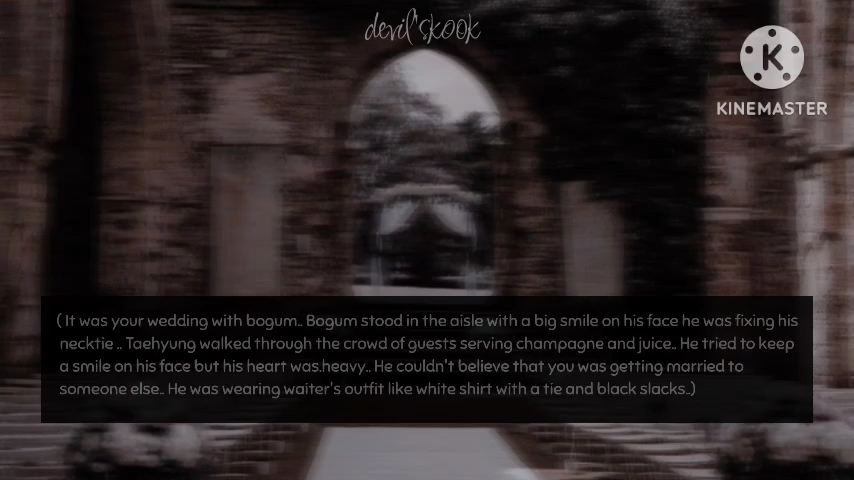 devil'skook
KINEMASTER
( It was your wedding with bogum.. Bogum stood in the aisle with a big smile on his face he was fixing his
necktie .. Taehyung walked through the crowd of guests serving champagne and juice.. He tried to keep
a smile on his face but his heart was.heavy.. He couldn't believe that you was getting married to
someone else.. He was wearing waiter's outfit like white shirt with a tie and black slacks..)